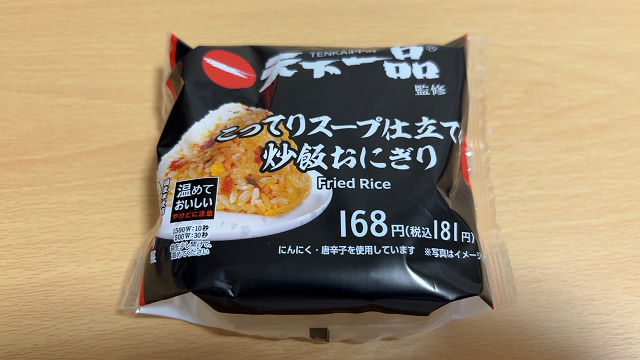 TENKAIPPIN
天下一品®
監修
こってりスープ仕立て
炒飯おにぎり
Fried Rice
温めて
おいしい
やけどに注意
1500W:10秒
500W:30秒
168円(税込181円)
にんにく・唐辛子を使用しています
※写真はイメージ